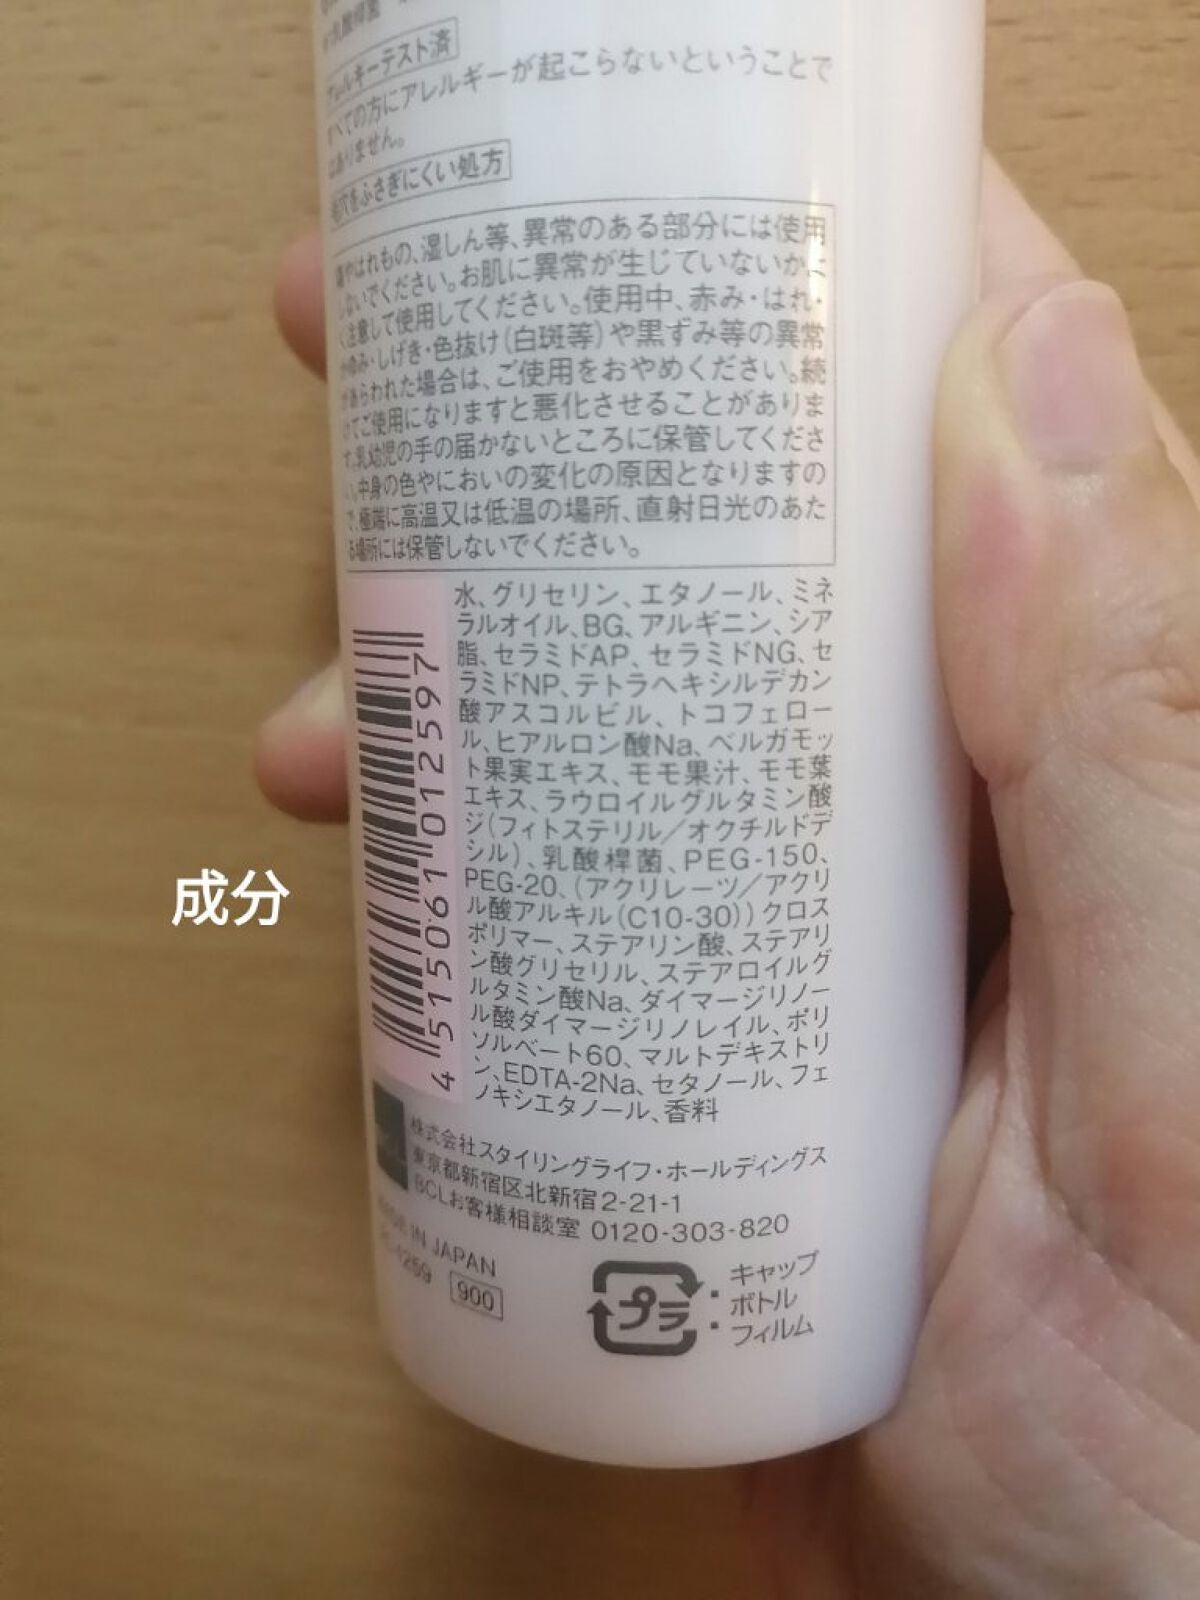 乳酸桿菌
アレルギーテスト済
すべての方にアレルギーが起こらないということで
はありません。
毛穴をふさぎにくい処方
傷やはれもの、湿しん等、異常のある部分には使用
しないでください。お肌に異常が生じていないかよ
く注意して使用してください。使用中、赤み・はれ・
かゆみ・しげき・色抜け(白斑等)や黒ずみ等の異常
があらわれた場合は、ご使用をおやめください。続
けてご使用になりますと悪化させることがありま
す。乳幼児の手の届かないところに保管してくださ
い。中身の色やにおいの変化の原因となりますの
で、極端に高温又は低温の場所、直射日光のあた
る場所には保管しないでください。
水、グリセリン、エタノール、ミネ
ラルオイル、BG、アルギニン、シア
脂、セラミドAP、セラミドNG、セ
ラミドNP、テトラヘキシルデカン
酸アスコルビル、トコフェロー
ル、ヒアルロン酸Na、ベルガモッ
ト果実エキス、モモ果汁、モモ葉
エキス、ラウロイルグルタミン酸
ジ(フィトステリル/オクチルドデ
シル)、乳酸桿菌、PEG-150、
PEG-20、(アクリレーツ/アクリ
ル酸アルキル(C10-30))クロス
ポリマー、ステアリン酸、ステアリ
ン酸グリセリル、ステアロイルグ
ルタミン酸Na、ダイマージリノー
ル酸ダイマージリノレイル、ポリ
ソルベート60、マルトデキストリ
ン、EDTA-2Na、セタノール、フェ
ノキシエタノール、香料
4 515061 012597
成分
株式会社スタイリングライフ・ホールディングス
東京都新宿区北新宿2-21-1
BCLお客様相談室 0120-303-820
MADE IN JAPAN
4259 900
プラ
キャップ
ボトル
フィルム